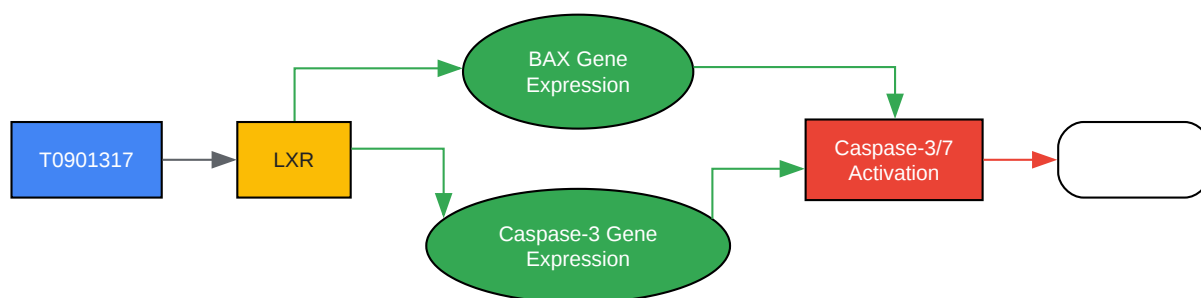 BAX Gene
Expression
T0901317
LXR
Caspase-3/7
Activation
Caspase-3 Gene
Expression